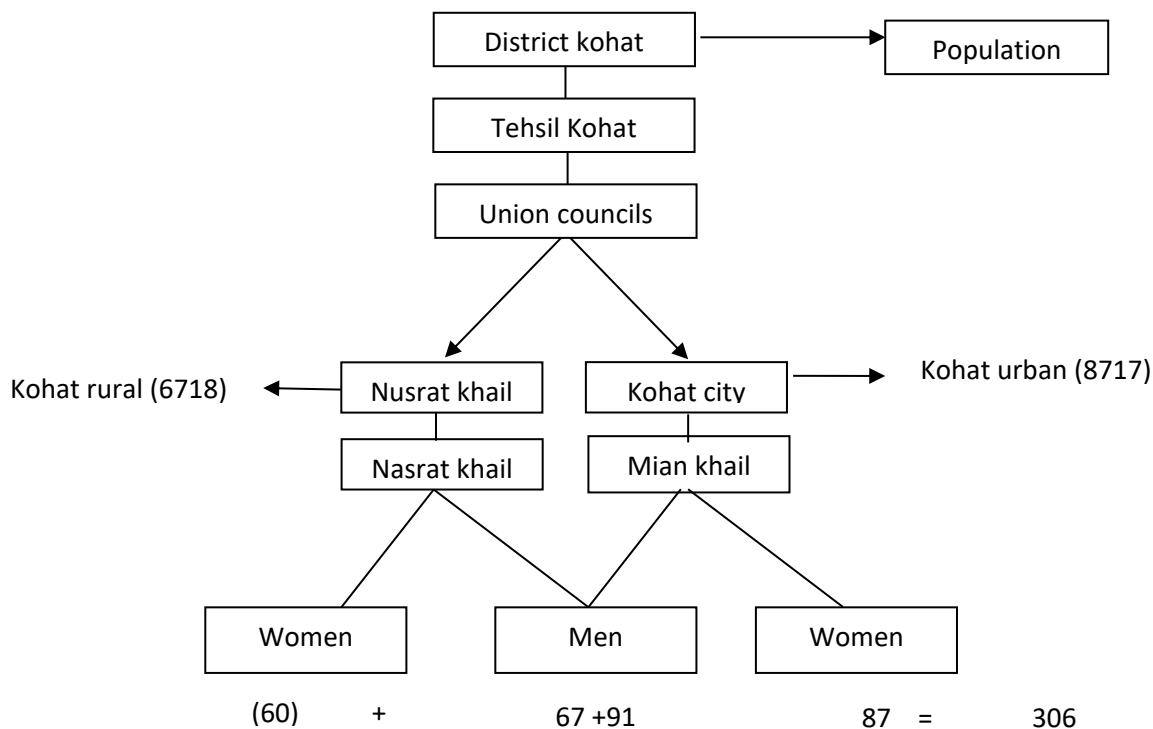 District kohat
Population
Tehsil Kohat
Union councils
Kohat rural (6718)
Nusrat khail
Kohat city
Kohat urban (8717)
Nasrat khail
Mian khail
Women
Men
Women
(60) + 67 +91 87 = 306